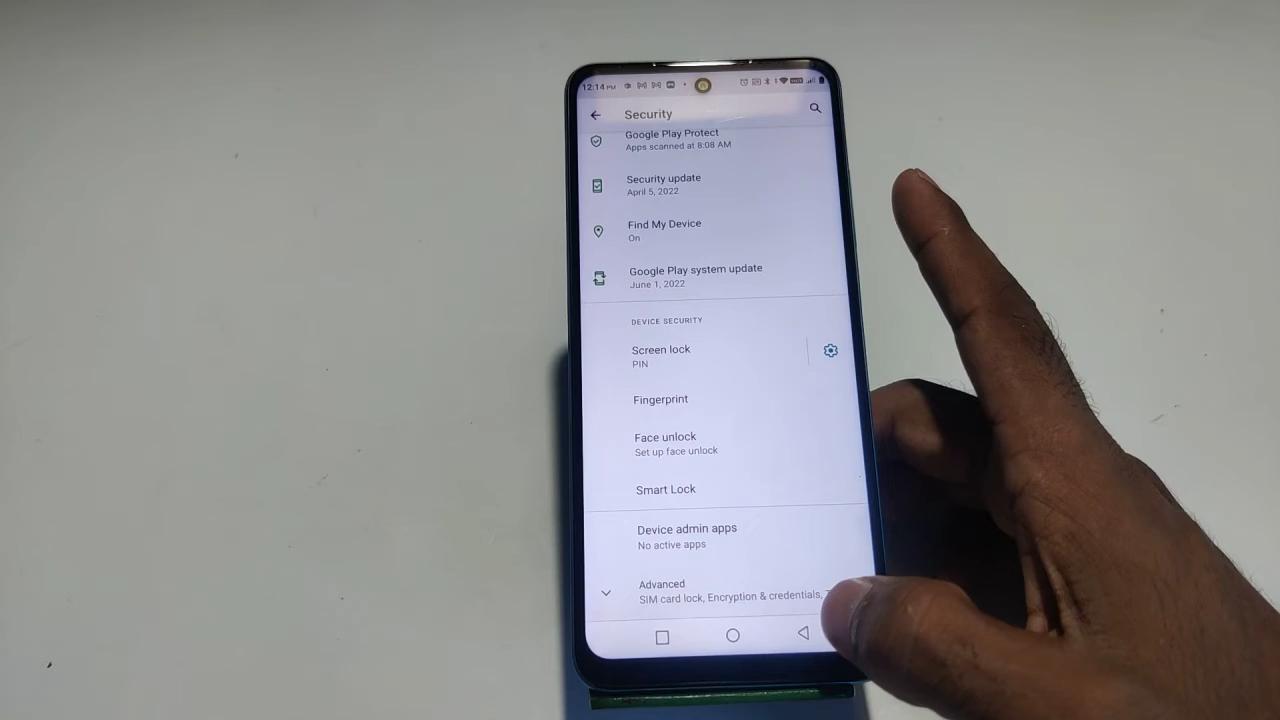 12:14 PM
Security
Google Play Protect
Apps scanned at 8:08 AM
Security update
April 5, 2022
Find My Device
On
Google Play system update
June 1, 2022
DEVICE SECURITY
Screen lock
PIN
Fingerprint
Face unlock
Set up face unlock
Smart Lock
Device admin apps
No active apps
Advanced
SIM card lock, Encryption & credentials,